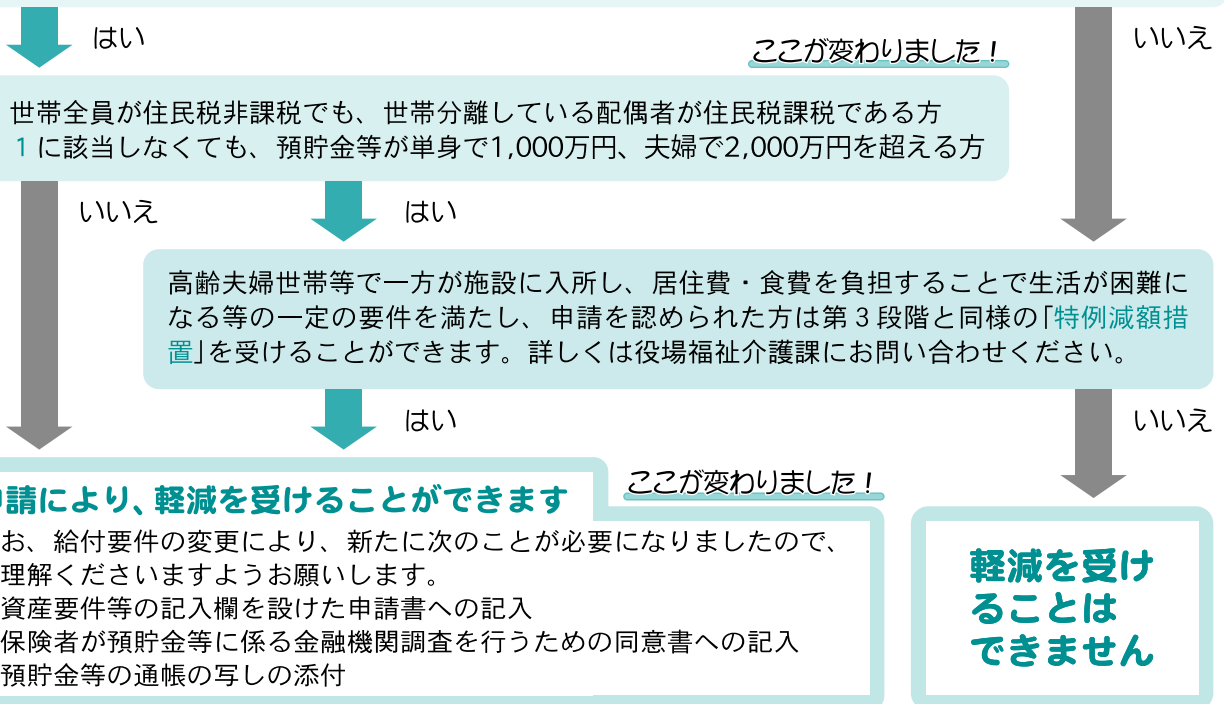 はい
いいえ
ここが変わりました！
世帯全員が住民税非課税でも、世帯分離している配偶者が住民税課税である方
1に該当しなくても、預貯金等が単身で1,000万円、夫婦で2,000万円を超える方
いいえ
はい
高齢夫婦世帯等で一方が施設に入所し、居住費・食費を負担することで生活が困難に
なる等の一定の要件を満たし、申請を認められた方は第３段階と同様の｢特例減額措
置｣を受けることができます。詳しくは役場福祉介護課にお問い合わせください。
はい
いいえ
請により、軽減を受けることができます
ここが変わりました！
お、給付要件の変更により、新たに次のことが必要になりましたので、
理解くださいますようお願いします。
資産要件等の記入欄を設けた申請書への記入
保険者が預貯金等に係る金融機関調査を行うための同意書への記入
預貯金等の通帳の写しの添付
軽減を受け
ることは
できません